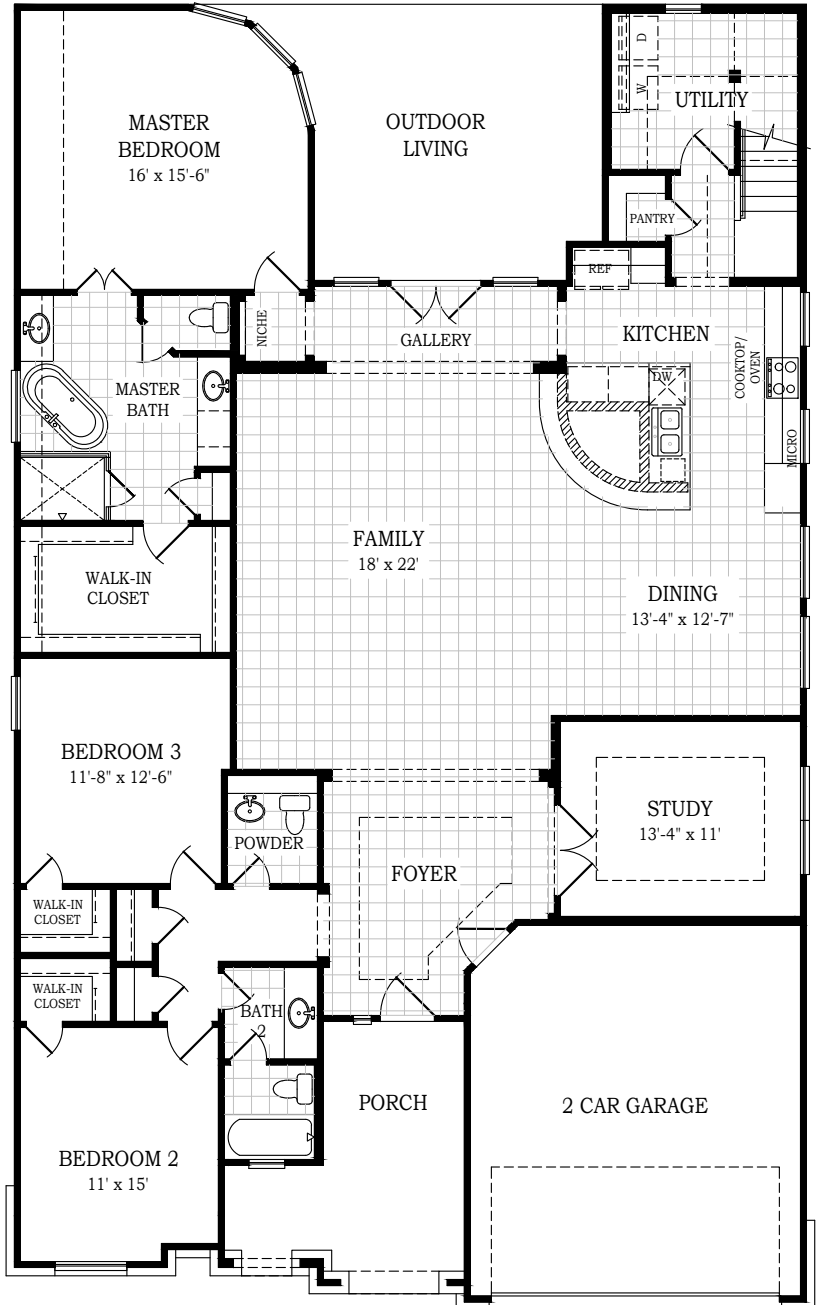 MASTER
BEDROOM
16' x 15'-6"
OUTDOOR
LIVING
D
W
UTILITY
PANTRY
REF
NICHE
GALLERY
KITCHEN
COOKTOP/
OVEN
DW
MICRO
MASTER
BATH
FAMILY
18' x 22'
WALK-IN
CLOSET
DINING
13'-4" x 12'-7"
BEDROOM 3
11'-8" x 12'-6"
POWDER
STUDY
13'-4" x 11'
FOYER
WALK-IN
CLOSET
WALK-IN
CLOSET
BATH
2
PORCH
2 CAR GARAGE
BEDROOM 2
11' x 15'